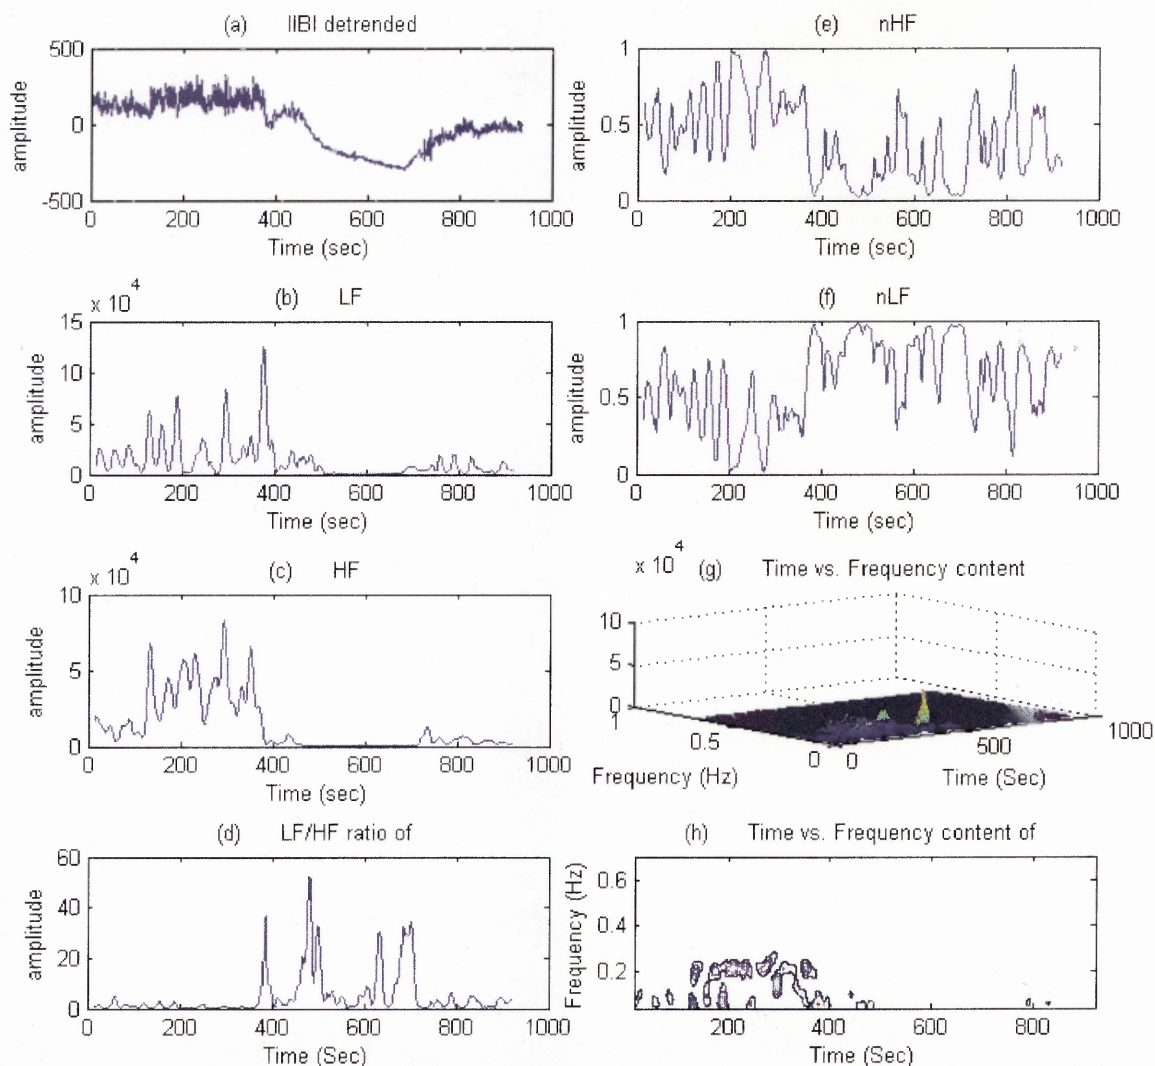 (a) IIBI detrended
500
0
-500
amplitude
0 200 400 600 800 1000
Time (sec)
(e) nHF
1
0.5
0
amplitude
0 200 400 600 800 1000
Time (sec)
x 10^4
(b) LF
15
10
5
0
amplitude
0 200 400 600 800 1000
Time (sec)
(f) nLF
1
0.5
0
amplitude
0 200 400 600 800 1000
Time (sec)
x 10^4
(c) HF
10
5
0
amplitude
0 200 400 600 800 1000
Time (sec)
x 10^4 (g) Time vs. Frequency content
10
5
0
1
0.5
0
0
500
1000
Frequency (Hz)
Time (Sec)
(d) LF/HF ratio of
60
40
20
0
amplitude
0 200 400 600 800 1000
Time (Sec)
(h) Time vs. Frequency content of
0.6
0.4
0.2
Frequency (Hz)
200 400 600 800
Time (Sec)